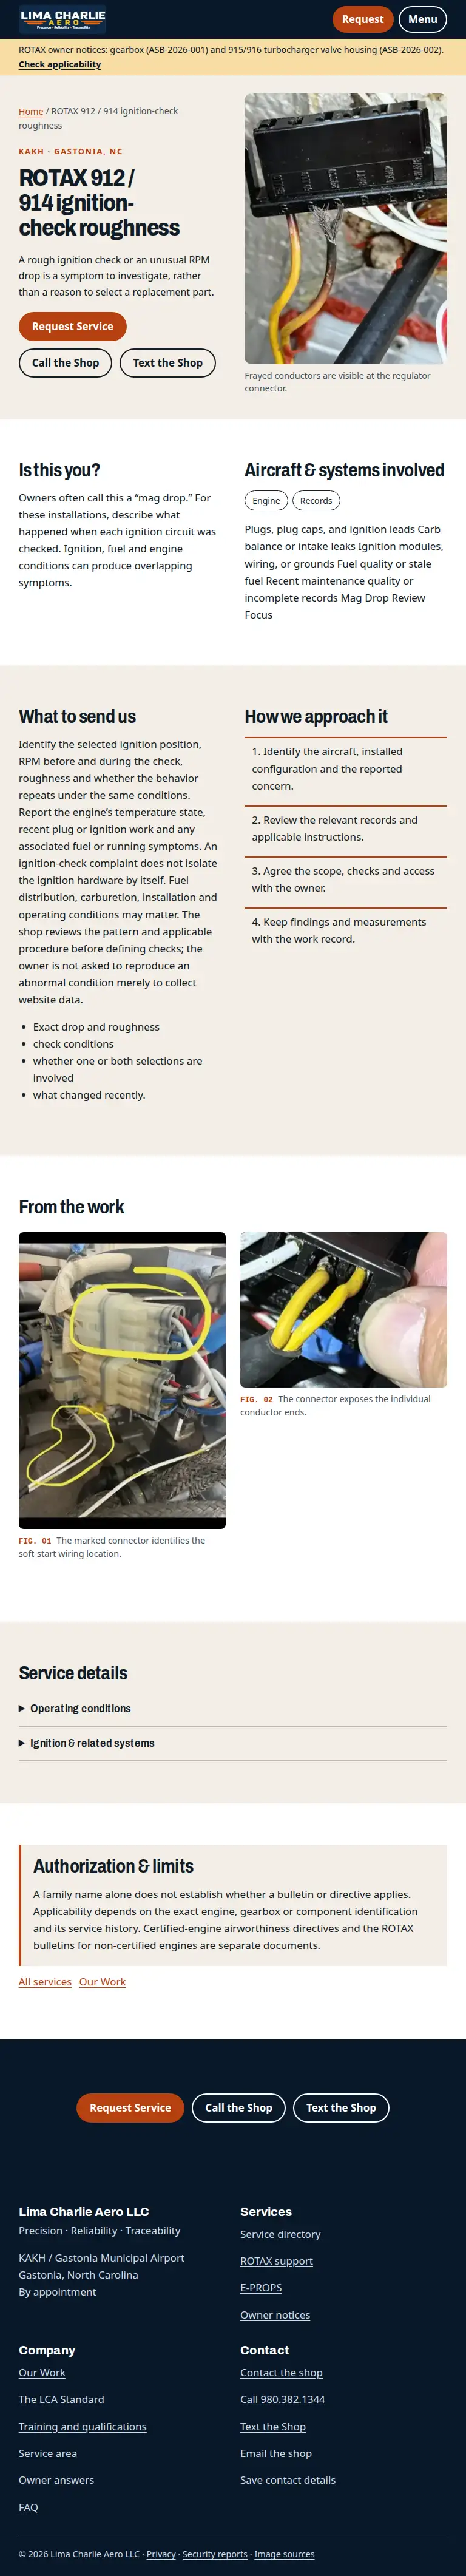 LIMA CHARLIE
AERO
Precision · Reliability · Traceability
Request
Menu
ROTAX owner notices: gearbox (ASB-2026-001) and 915/916 turbocharger valve housing (ASB-2026-002).
Check applicability
Home / ROTAX 912 / 914 ignition-check
roughness
KAKH · GASTONIA, NC
ROTAX 912 /
914 ignition-
check roughness
A rough ignition check or an unusual RPM
drop is a symptom to investigate, rather
than a reason to select a replacement part.
Request Service
Call the Shop
Text the Shop
Frayed conductors are visible at the regulator
connector.
Is this you?
Owners often call this a “mag drop.” For
these installations, describe what
happened when each ignition circuit was
checked. Ignition, fuel and engine
conditions can produce overlapping
symptoms.
Aircraft & systems involved
Engine
Records
Plugs, plug caps, and ignition leads Carb
balance or intake leaks Ignition modules,
wiring, or grounds Fuel quality or stale
fuel Recent maintenance quality or
incomplete records Mag Drop Review
Focus
What to send us
Identify the selected ignition position,
RPM before and during the check,
roughness and whether the behavior
repeats under the same conditions.
Report the engine’s temperature state,
recent plug or ignition work and any
associated fuel or running symptoms. An
ignition-check complaint does not isolate
the ignition hardware by itself. Fuel
distribution, carburetion, installation and
operating conditions may matter. The
shop reviews the pattern and applicable
procedure before defining checks; the
owner is not asked to reproduce an
abnormal condition merely to collect
website data.
• Exact drop and roughness
• check conditions
• whether one or both selections are
involved
• what changed recently.
How we approach it
1. Identify the aircraft, installed
configuration and the reported
concern.
2. Review the relevant records and
applicable instructions.
3. Agree the scope, checks and access
with the owner.
4. Keep findings and measurements
with the work record.
From the work
FIG. 01 The marked connector identifies the
soft-start wiring location.
FIG. 02 The connector exposes the individual
conductor ends.
Service details
Operating conditions
Ignition & related systems
Authorization & limits
A family name alone does not establish whether a bulletin or directive applies.
Applicability depends on the exact engine, gearbox or component identification
and its service history. Certified-engine airworthiness directives and the ROTAX
bulletins for non-certified engines are separate documents.
All services
Our Work
Request Service
Call the Shop
Text the Shop
Lima Charlie Aero LLC
Precision · Reliability · Traceability
KAKH / Gastonia Municipal Airport
Gastonia, North Carolina
By appointment
Services
Service directory
ROTAX support
E-PROPS
Owner notices
Company
Our Work
The LCA Standard
Training and qualifications
Service area
Owner answers
FAQ
Contact
Contact the shop
Call 980.382.1344
Text the Shop
Email the shop
Save contact details
© 2026 Lima Charlie Aero LLC · Privacy · Security reports · Image sources